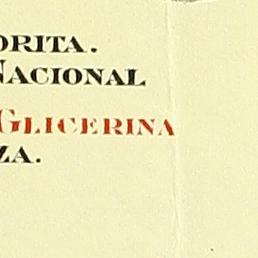 ORITA.
NACIONAL
GLICERINA
ZA.